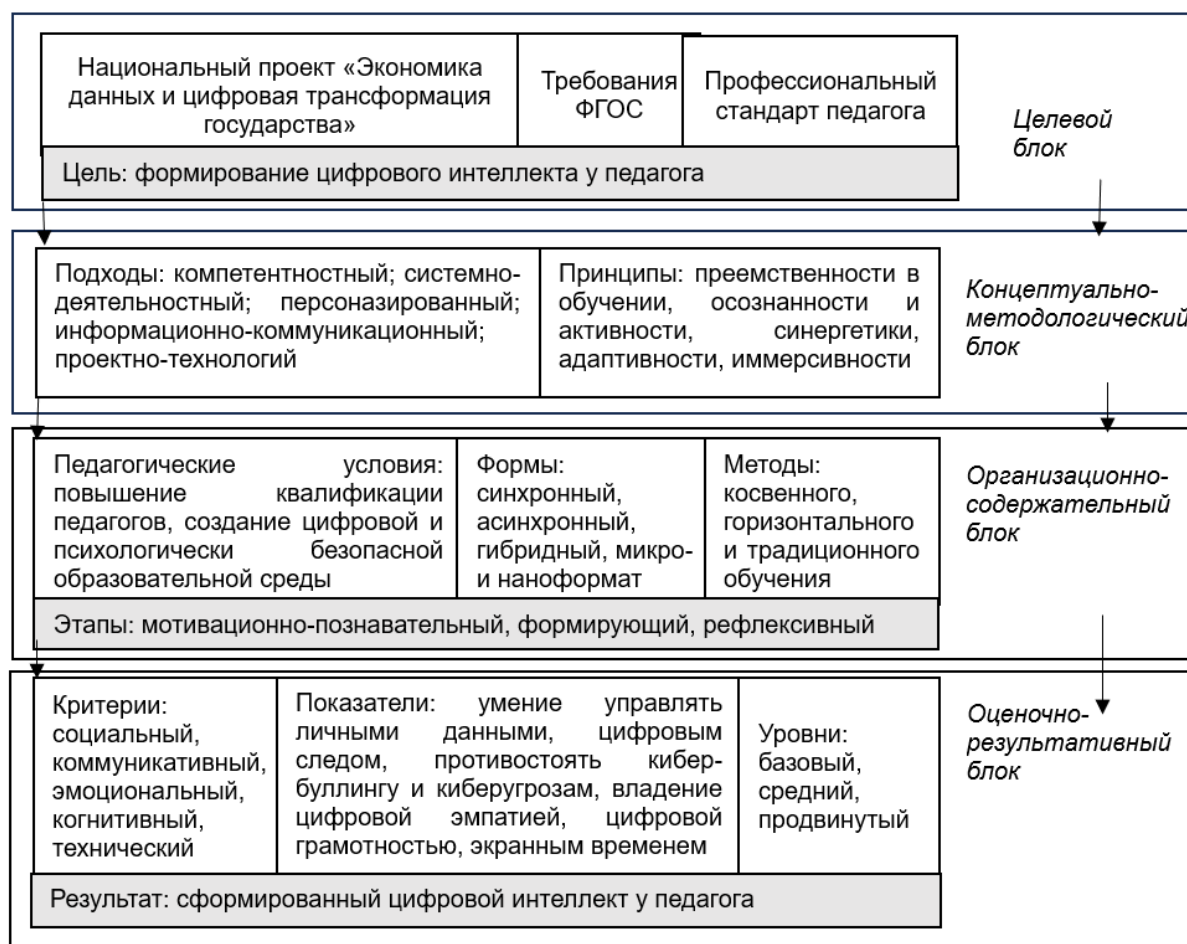 Национальный проект «Экономика
данных и цифровая трансформация
государства»
Требования
ФГОС
Профессиональный
стандарт педагога
Цель: формирование цифрового интеллекта у педагога
Целевой
блок
Подходы: компетентностный; системно-
деятельностный; персоназированный;
информационно-коммуникационный;
проектно-технологий
Принципы: преемственности в
обучении, осознанности и
активности, синергетики,
адаптивности, иммерсивности
Концептуально-
методологический
блок
Педагогические условия:
повышение квалификации
педагогов, создание цифровой и
психологически безопасной
образовательной среды
Формы:
синхронный,
асинхронный,
гибридный, микро-
и наноформат
Методы:
косвенного,
горизонтального
и традиционного
обучения
Этапы: мотивационно-познавательный, формирующий, рефлексивный
Организационно-
содержательный
блок
Критерии:
социальный,
коммуникативный,
эмоциональный,
когнитивный,
технический
Показатели: умение управлять
личными данными, цифровым
следом, противостоять кибер-
буллингу и киберугрозам, владение
цифровой эмпатией, цифровой
грамотностью, экранным временем
Уровни:
базовый,
средний,
продвинутый
Результат: сформированный цифровой интеллект у педагога
Оценочно-
результативный
блок